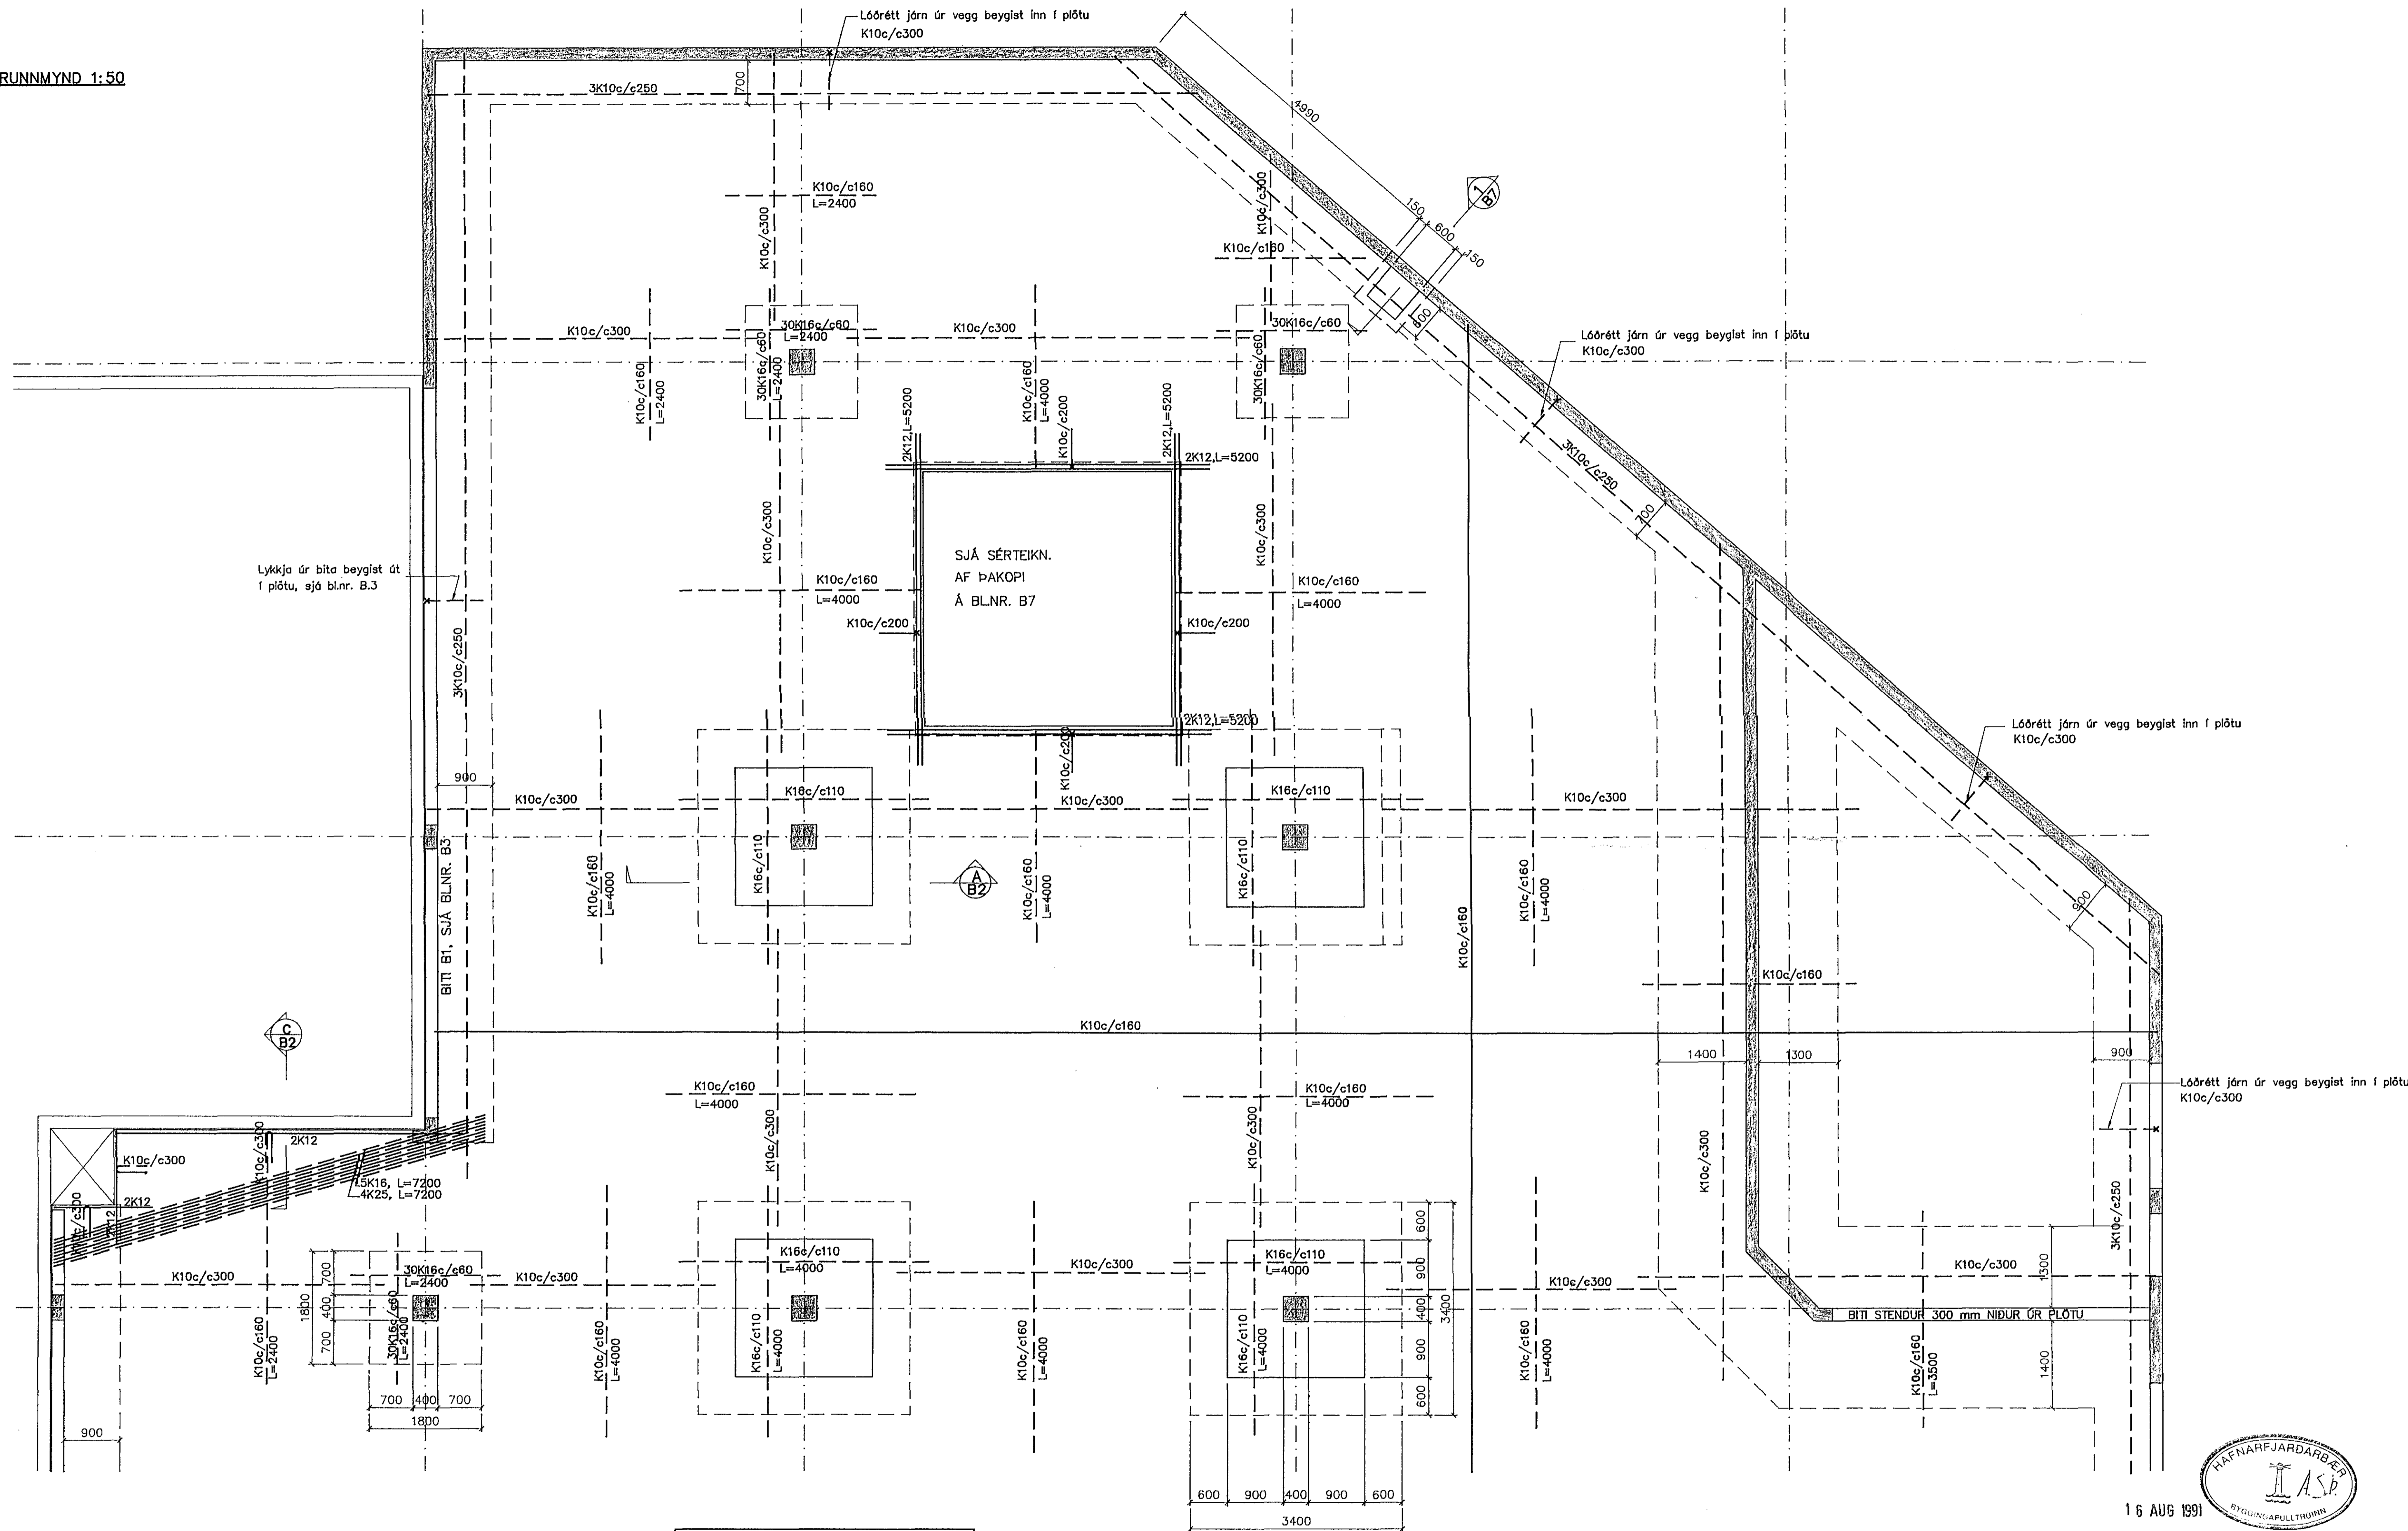 RUNNMYND 1:50
Lóðrétt járn úr vegg beygist inn í plötu
K10c/c300
3K10c/c250
700
4990
150
600
150
1
B7
K10c/c160
L=2400
K10c/c300
K10c/c300
K10c/c160
600
K10c/c300
30K16c/c60
L=2400
K10c/c300
30K16c/c60
30K16c/c60
L=2400
30K16c/c60
K10c/c160
L=2400
K10c/c160
L=4000
K10c/c200
Lóðrétt járn úr vegg beygist inn í plötu
K10c/c300
3K10c/c250
700
2K12,L=5200
2K12,L=5200
2K12,L=5200
K10c/c300
K10c/c300
SJÁ SÉRTEIKN.
AF ÞAKOPI
Á BL.NR. B7
Lykkja úr bita beygist út
í plötu, sjá bl.nr. B.3
K10c/c160
L=4000
K10c/c160
L=4000
K10c/c200
K10c/c200
3K10c/c250
2K12,L=5200
K10c/c200
Lóðrétt járn úr vegg beygist inn í plötu
K10c/c300
900
K10c/c300
K16c/c110
K10c/c300
K16c/c110
K10c/c300
K16c/c110
K16c/c110
K10c/c160
L=4000
K10c/c160
L=4000
K10c/c160
L=4000
A
B2
BITI B1, SJÁ BLNR. B3
K10c/c160
900
K10c/c160
C
B2
K10c/c160
1400
1300
900
K10c/c160
L=4000
K10c/c160
L=4000
Lóðrétt járn úr vegg beygist inn í plötu
K10c/c300
K10c/c300
K10c/c300
K10c/c300
2K12
K10c/c300
K10c/c300
5K16, L=7200
4K25, L=7200
2K12
K10c/c300
2K12
3K10c/c250
K10c/c300
30K16c/c60
L=2400
K10c/c300
K16c/c110
L=4000
K10c/c300
K16c/c110
L=4000
K10c/c300
K10c/c300
1300
600
900
400
900
600
3400
700
400
700
1800
30K16c/c60
L=2400
K10c/c160
L=2400
K10c/c160
L=4000
K16c/c110
L=4000
K10c/c160
L=4000
K16c/c110
L=4000
K10c/c160
L=4000
K10c/c160
L=3500
BITI STENDUR 300 mm NIÐUR ÚR PLÖTU
1400
700
400
700
1800
900
600
900
400
900
600
3400
HAFNARFJARÐARBÆR
A.S.Þ.
BYGGINGAFULLTRÚINN
16 AUG 1991